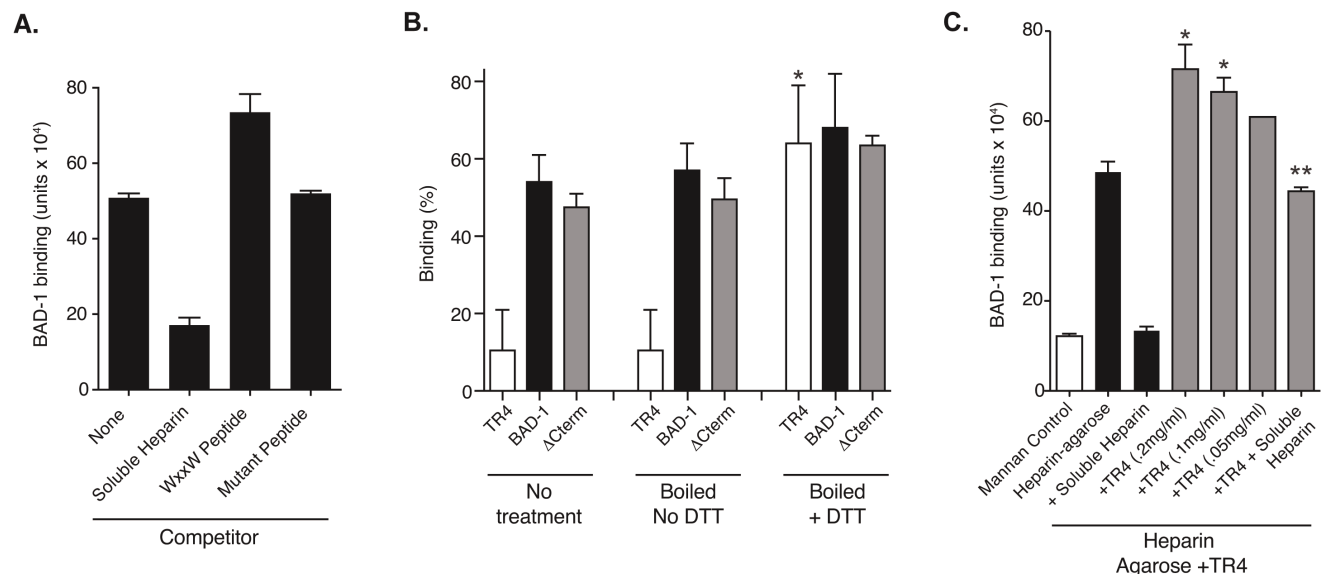 A.
BAD-1 binding (units x 10⁴)
80
60
40
20
0
None
Soluble Heparin
WxxW Peptide
Mutant Peptide
Competitor
B.
Binding (%)
80
60
40
20
0
*
TR4
BAD-1
ΔCterm
TR4
BAD-1
ΔCterm
TR4
BAD-1
ΔCterm
No
treatment
Boiled
No DTT
Boiled
+ DTT
C.
BAD-1 binding (units x 10⁴)
80
60
40
20
0
*
*
**
Mannan Control
Heparin-agarose
+ Soluble Heparin
+TR4 (.2mg/ml)
+TR4 (.1mg/ml)
+TR4 (.05mg/ml)
+TR4 + Soluble
Heparin
Heparin
Agarose +TR4